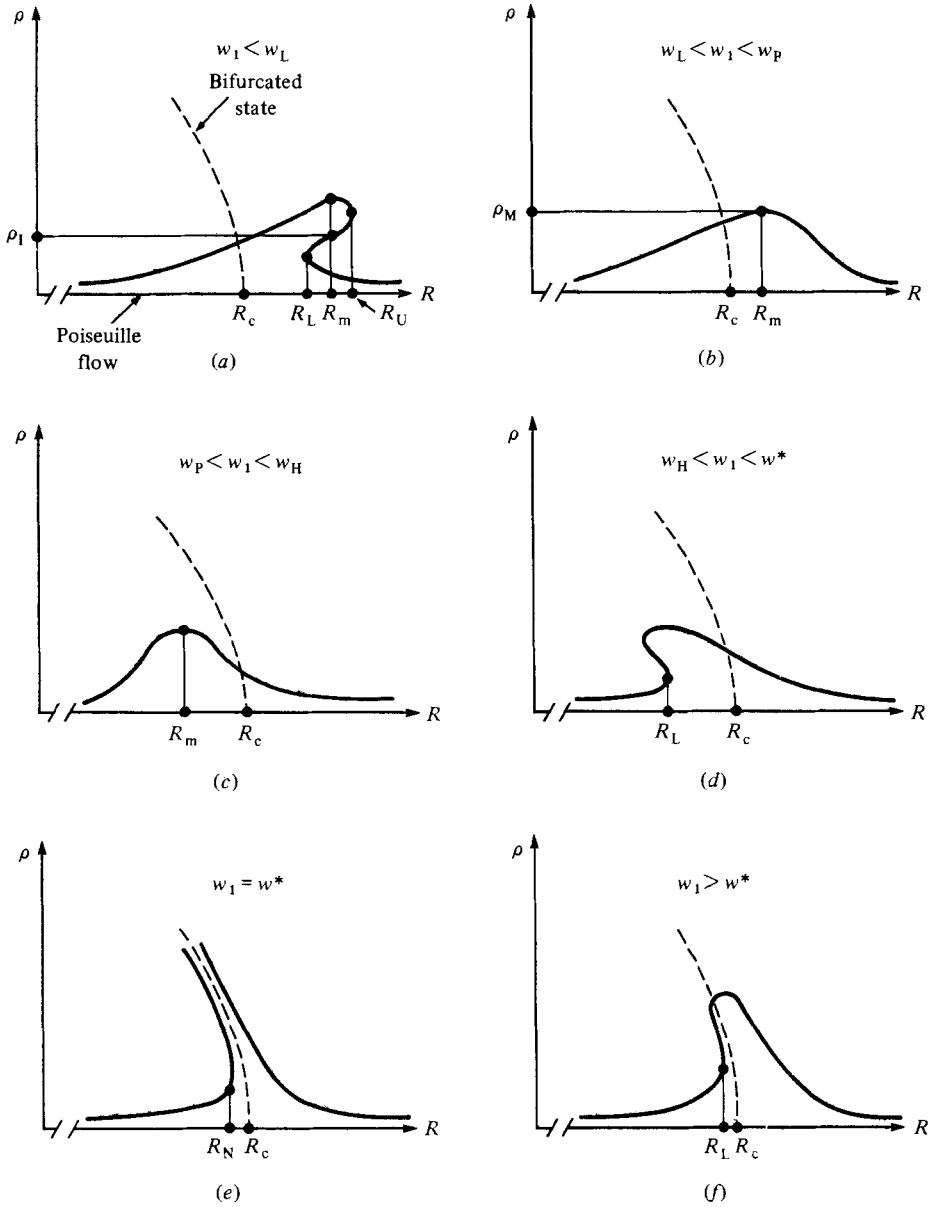 ρ
w₁ < w_L
Bifurcated
state
ρ_I
R_c R_L R_m R_U R
Poiseuille
flow
(a)
ρ
w_L < w₁ < w_P
ρ_M
R_c R_m R
(b)
ρ
w_P < w₁ < w_H
R_m R_c R
(c)
ρ
w_H < w₁ < w*
R_L R_c R
(d)
ρ
w₁ = w*
R_N R_c R
(e)
ρ
w₁ > w*
R_L R_c R
(f)